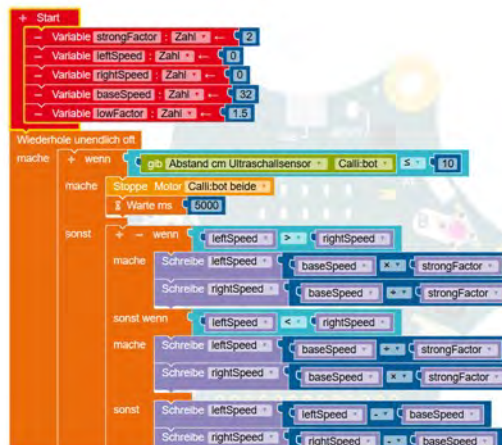 + Start
– Variable strongFactor : Zahl ← 2
– Variable leftSpeed : Zahl ← 0
– Variable rightSpeed : Zahl ← 0
– Variable baseSpeed : Zahl ← 32
– Variable lowFactor : Zahl ← 1.5
Wiederhole unendlich oft
mache + wenn gib Abstand cm Ultraschallsensor Calli:bot ≤ 10
mache Stoppe Motor Calli:bot beide
Warte ms 5000
sonst + – wenn leftSpeed > rightSpeed
mache Schreibe leftSpeed baseSpeed × strongFactor
Schreibe rightSpeed baseSpeed ÷ strongFactor
sonst wenn leftSpeed < rightSpeed
mache Schreibe leftSpeed baseSpeed ÷ strongFactor
Schreibe rightSpeed baseSpeed × strongFactor
sonst Schreibe leftSpeed leftSpeed - baseSpeed
Schreibe rightSpeed rightSpeed - baseSpeed